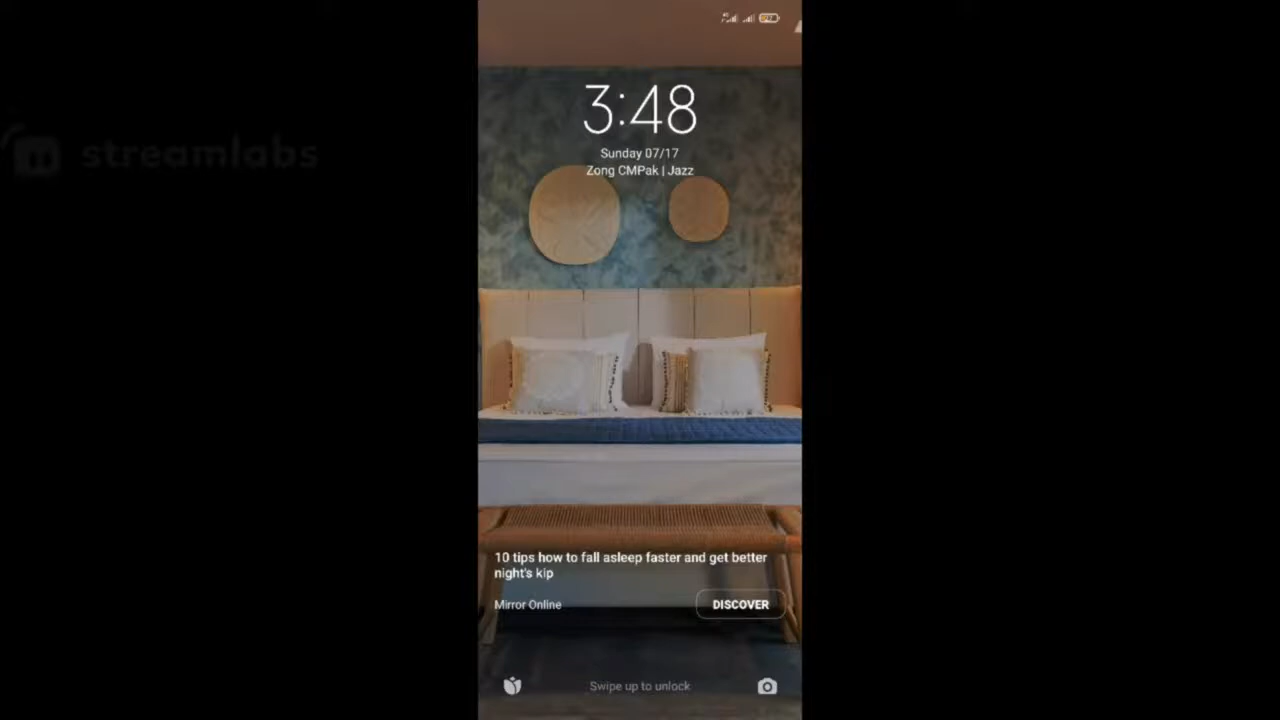 streamlabs
3:48
Sunday 07/17
Zong CMPak | Jazz
10 tips how to fall asleep faster and get better
night's kip
Mirror Online
DISCOVER
Swipe up to unlock